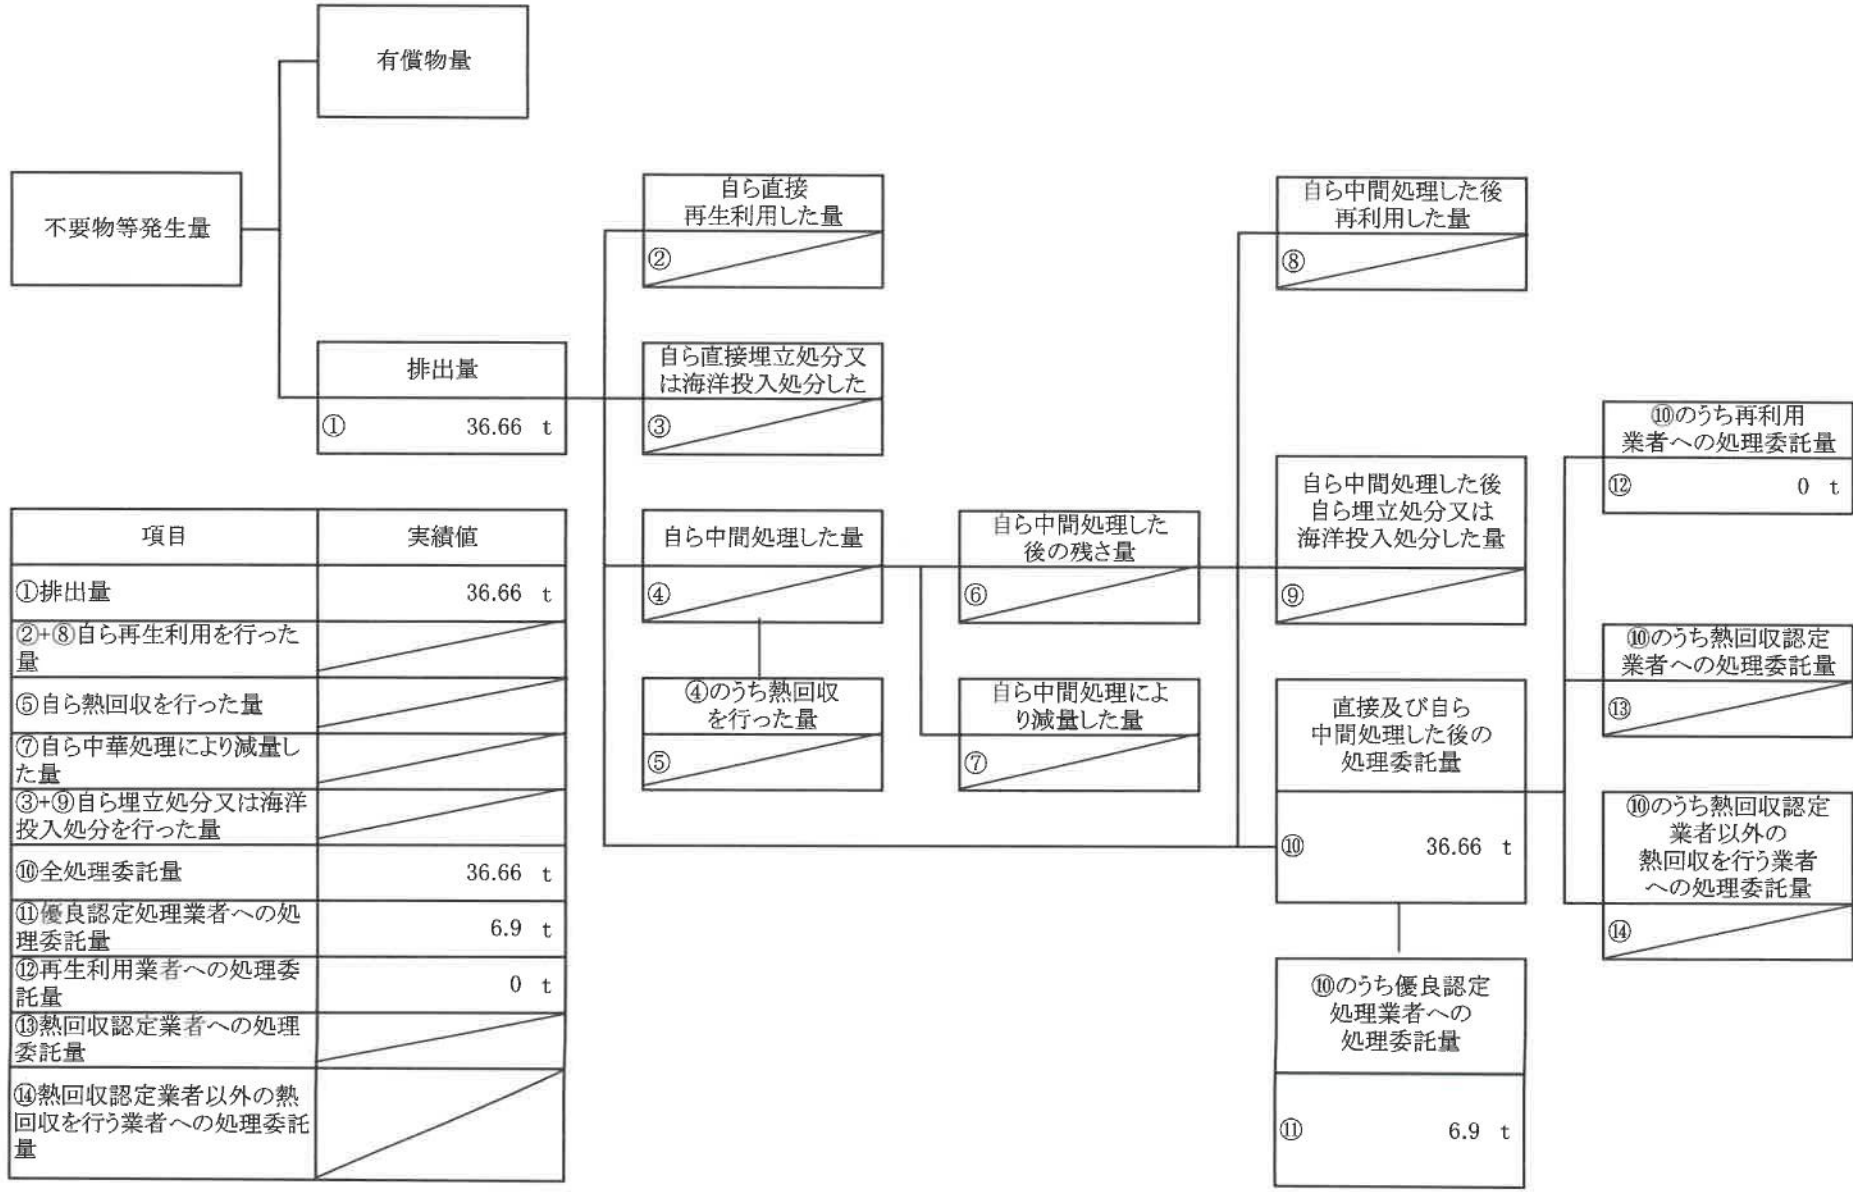 有償物量
不要物等発生量
排出量
① 36.66 t
自ら直接
再生利用した量
②
自ら直接埋立処分又
は海洋投入処分した
③
自ら中間処理した量
④
④のうち熱回収
を行った量
⑤
自ら中間処理した
後の残さ量
⑥
自ら中間処理によ
り減量した量
⑦
自ら中間処理した後
再利用した量
⑧
自ら中間処理した後
自ら埋立処分又は
海洋投入処分した量
⑨
直接及び自ら
中間処理した後の
処理委託量
⑩ 36.66 t
⑩のうち優良認定
処理業者への
処理委託量
⑪ 6.9 t
⑩のうち再利用
業者への処理委託量
⑫ 0 t
⑩のうち熱回収認定
業者への処理委託量
⑬
⑩のうち熱回収認定
業者以外の
熱回収を行う業者
への処理委託量
⑭
項目 実績値
①排出量 36.66 t
②+⑧自ら再生利用を行った
量
⑤自ら熱回収を行った量
⑦自ら中華処理により減量し
た量
③+⑨自ら埋立処分又は海洋
投入処分を行った量
⑩全処理委託量 36.66 t
⑪優良認定処理業者への処
理委託量 6.9 t
⑫再生利用業者への処理委
託量 0 t
⑬熱回収認定業者への処理
委託量
⑭熱回収認定業者以外の熱
回収を行う業者への処理委託
量